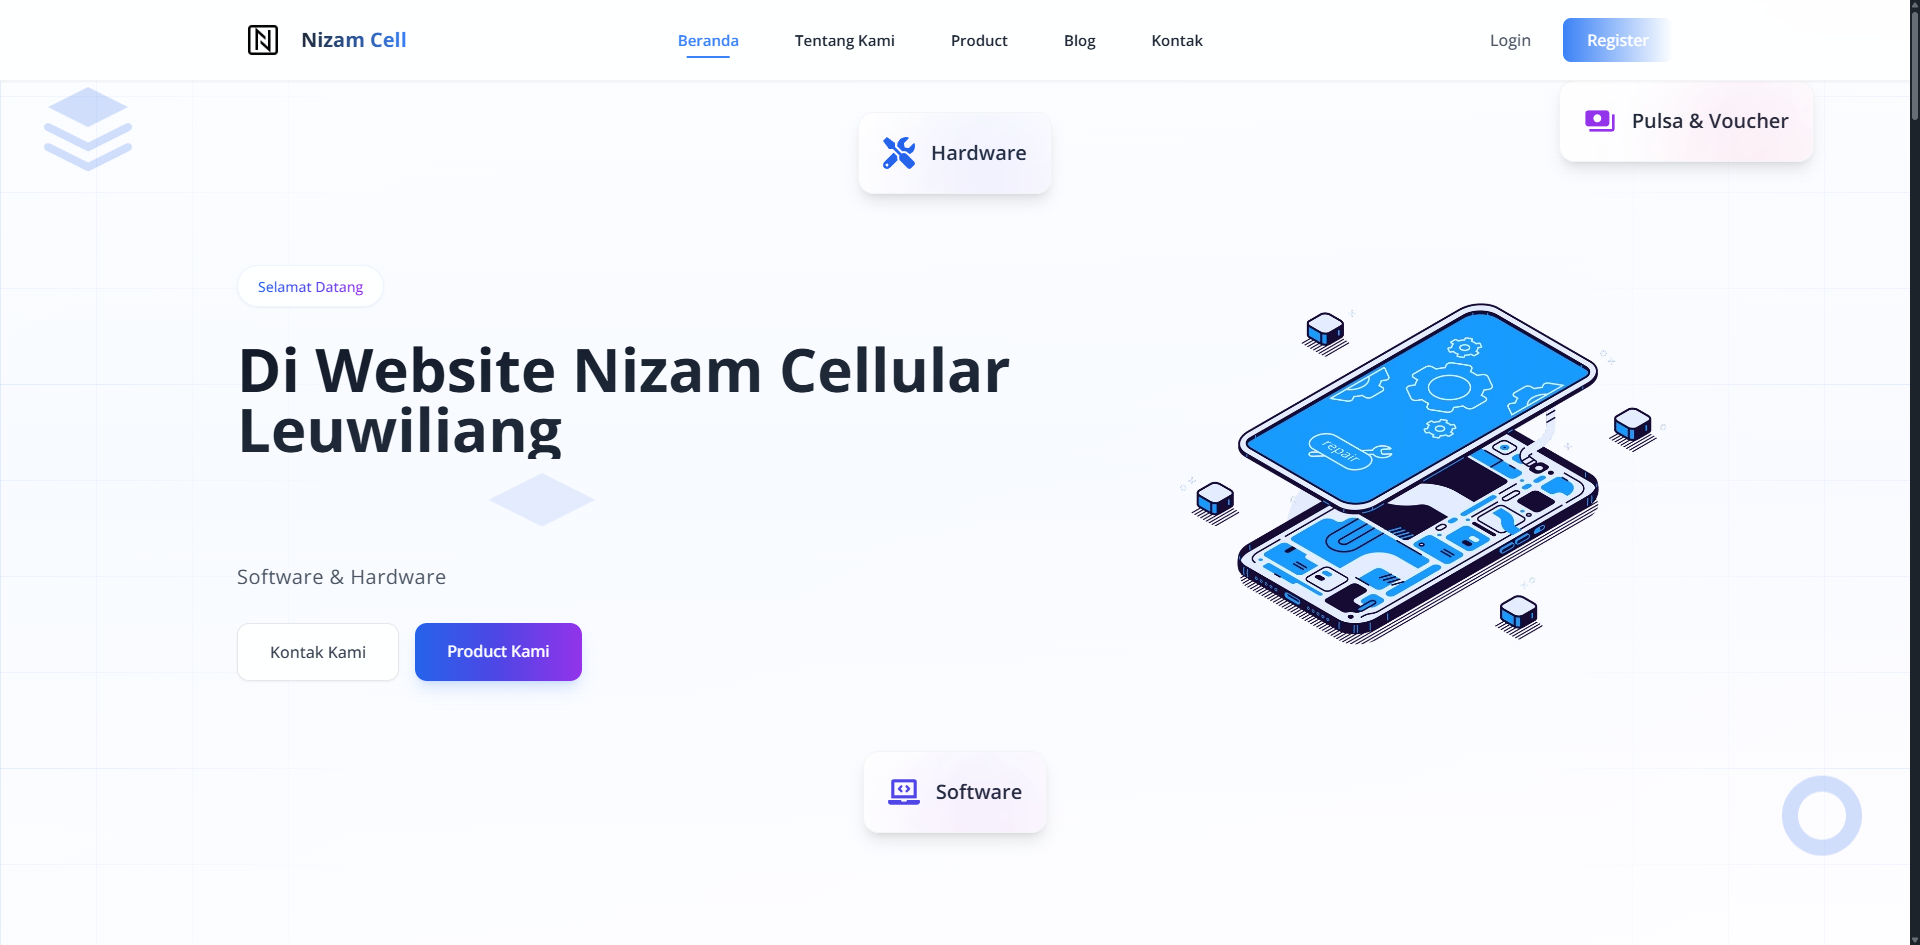 Nizam Cell
Beranda
Tentang Kami
Product
Blog
Kontak
Login
Register
Pulsa & Voucher
Hardware
Selamat Datang
Di Website Nizam Cellular
Leuwiliang
repair
Software & Hardware
Kontak Kami
Product Kami
Software